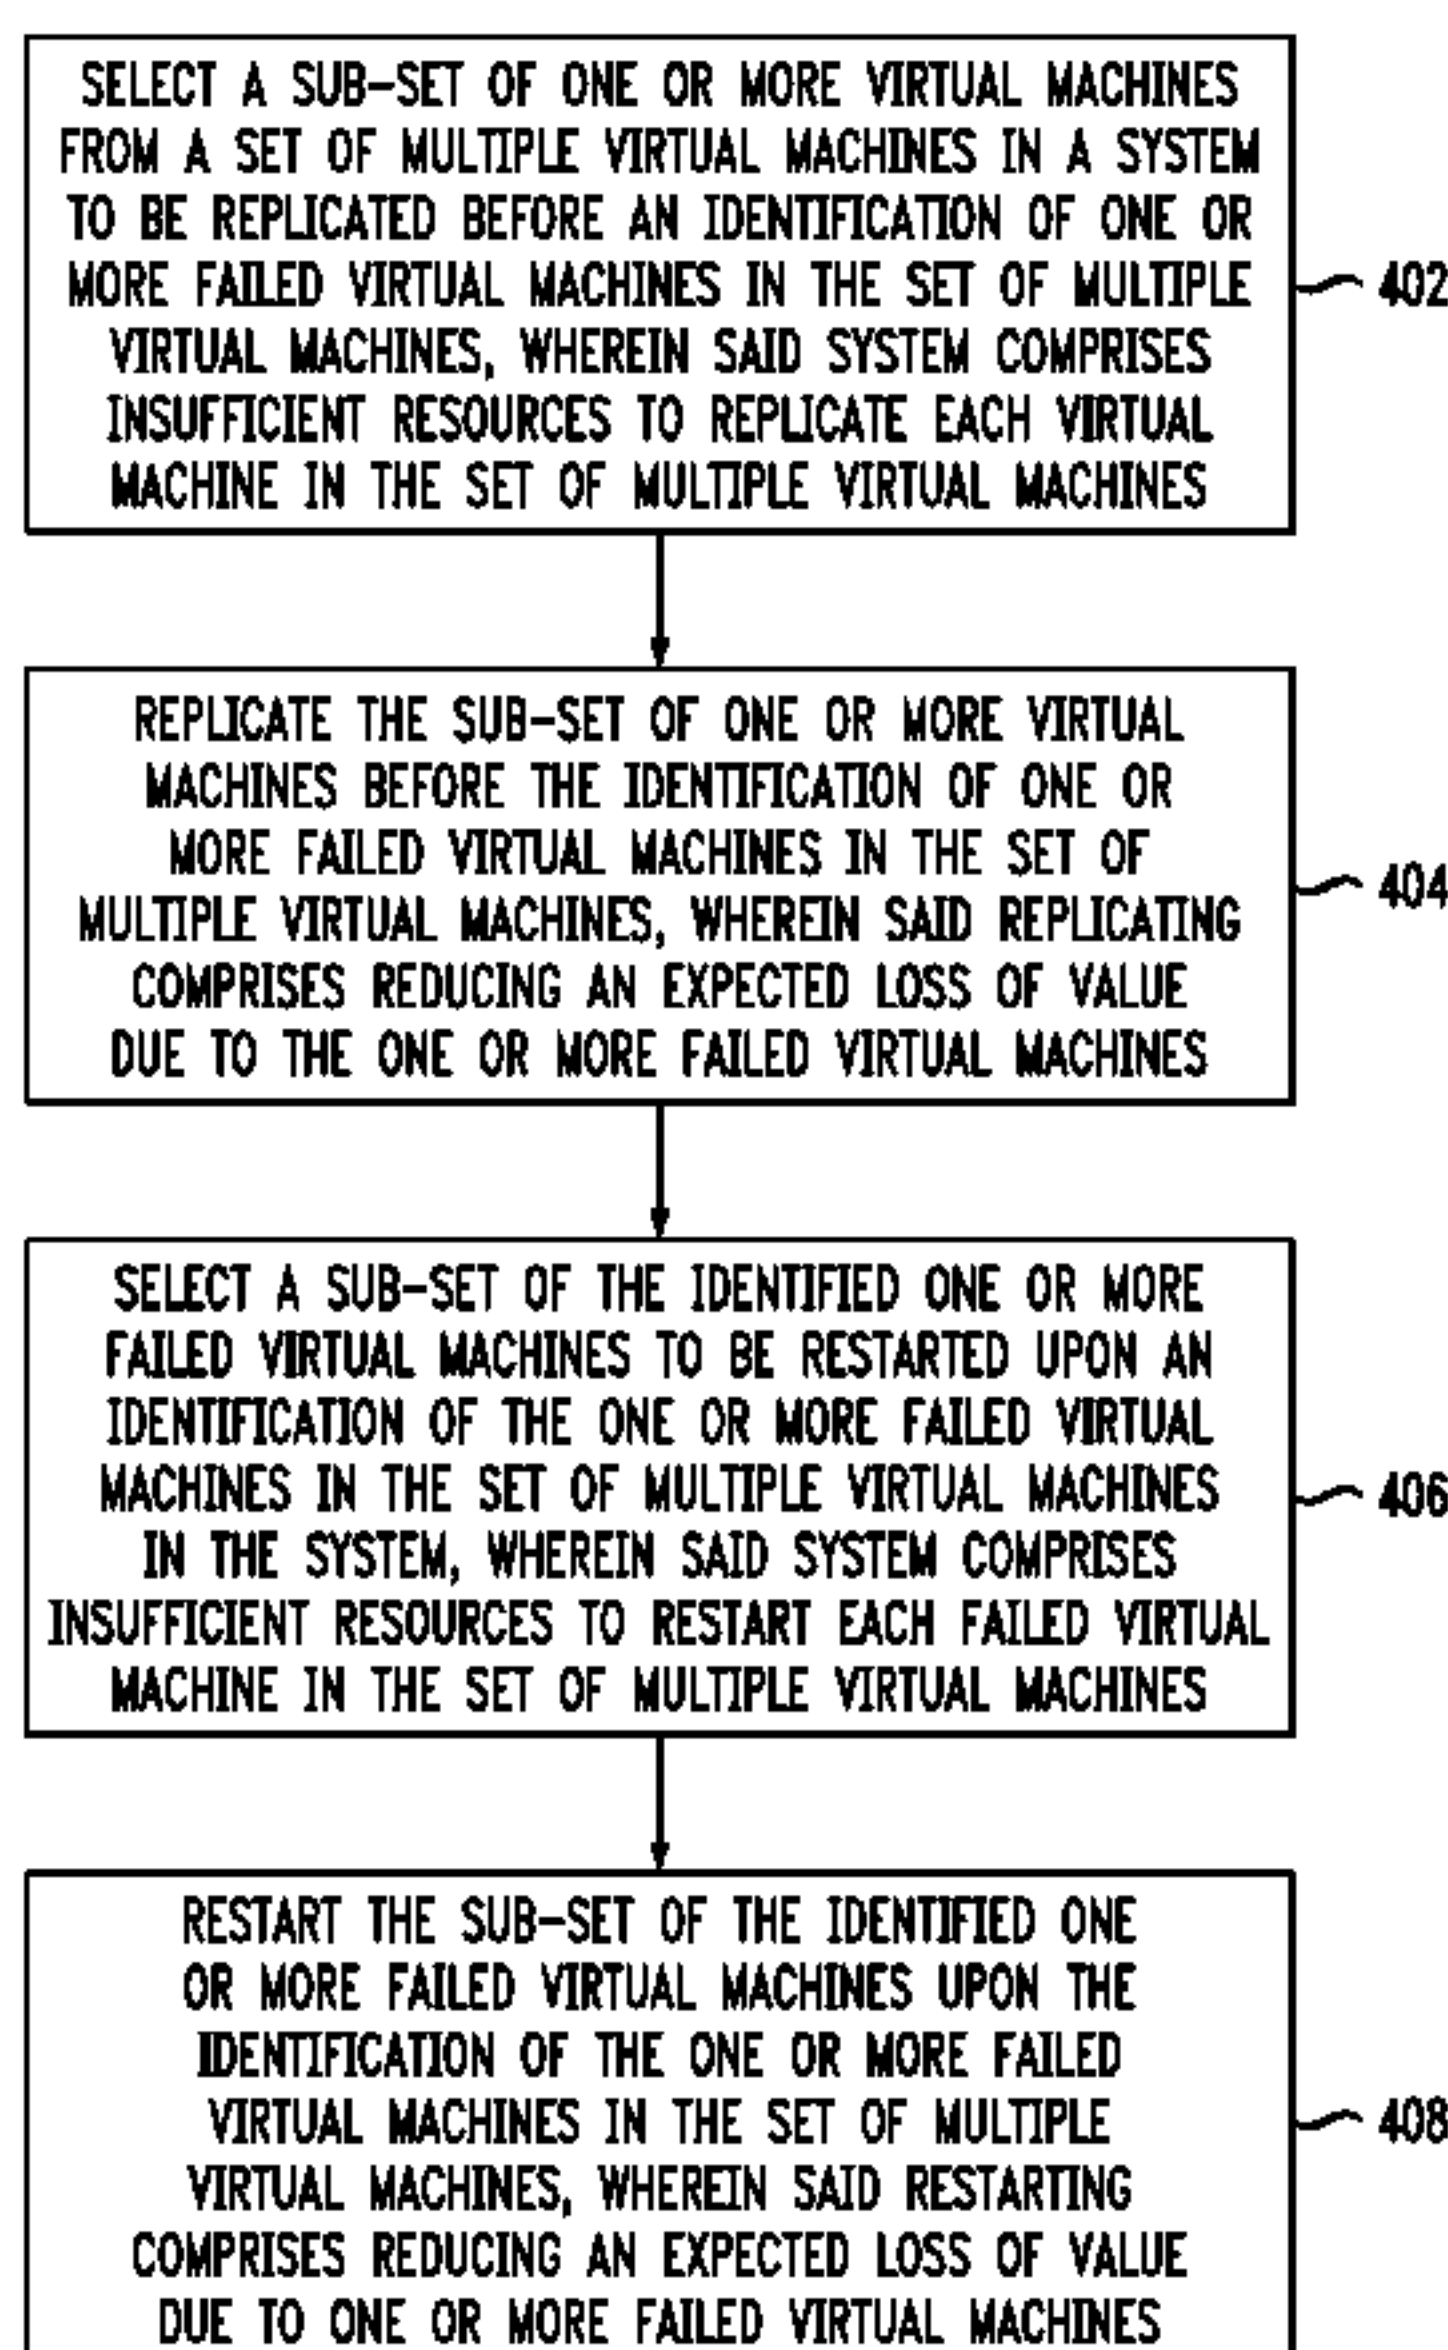 SELECT A SUB-SET OF ONE OR MORE VIRTUAL MACHINES
FROM A SET OF MULTIPLE VIRTUAL MACHINES IN A SYSTEM
TO BE REPLICATED BEFORE AN IDENTIFICATION OF ONE OR
MORE FAILED VIRTUAL MACHINES IN THE SET OF MULTIPLE
VIRTUAL MACHINES, WHEREIN SAID SYSTEM COMPRISES
INSUFFICIENT RESOURCES TO REPLICATE EACH VIRTUAL
MACHINE IN THE SET OF MULTIPLE VIRTUAL MACHINES
402
REPLICATE THE SUB-SET OF ONE OR MORE VIRTUAL
MACHINES BEFORE THE IDENTIFICATION OF ONE OR
MORE FAILED VIRTUAL MACHINES IN THE SET OF
MULTIPLE VIRTUAL MACHINES, WHEREIN SAID REPLICATING
COMPRISES REDUCING AN EXPECTED LOSS OF VALUE
DUE TO THE ONE OR MORE FAILED VIRTUAL MACHINES
404
SELECT A SUB-SET OF THE IDENTIFIED ONE OR MORE
FAILED VIRTUAL MACHINES TO BE RESTARTED UPON AN
IDENTIFICATION OF THE ONE OR MORE FAILED VIRTUAL
MACHINES IN THE SET OF MULTIPLE VIRTUAL MACHINES
IN THE SYSTEM, WHEREIN SAID SYSTEM COMPRISES
INSUFFICIENT RESOURCES TO RESTART EACH FAILED VIRTUAL
MACHINE IN THE SET OF MULTIPLE VIRTUAL MACHINES
406
RESTART THE SUB-SET OF THE IDENTIFIED ONE
OR MORE FAILED VIRTUAL MACHINES UPON THE
IDENTIFICATION OF THE ONE OR MORE FAILED
VIRTUAL MACHINES IN THE SET OF MULTIPLE
VIRTUAL MACHINES, WHEREIN SAID RESTARTING
COMPRISES REDUCING AN EXPECTED LOSS OF VALUE
DUE TO ONE OR MORE FAILED VIRTUAL MACHINES
408